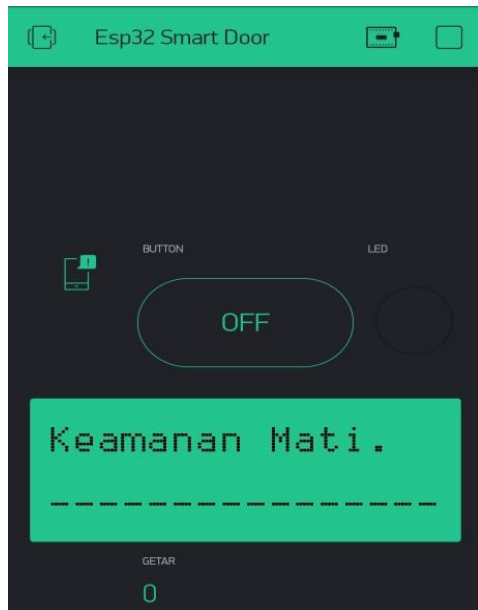 Esp32 Smart Door
BUTTON
LED
OFF
Keamanan Mati.
----------------
GETAR
0